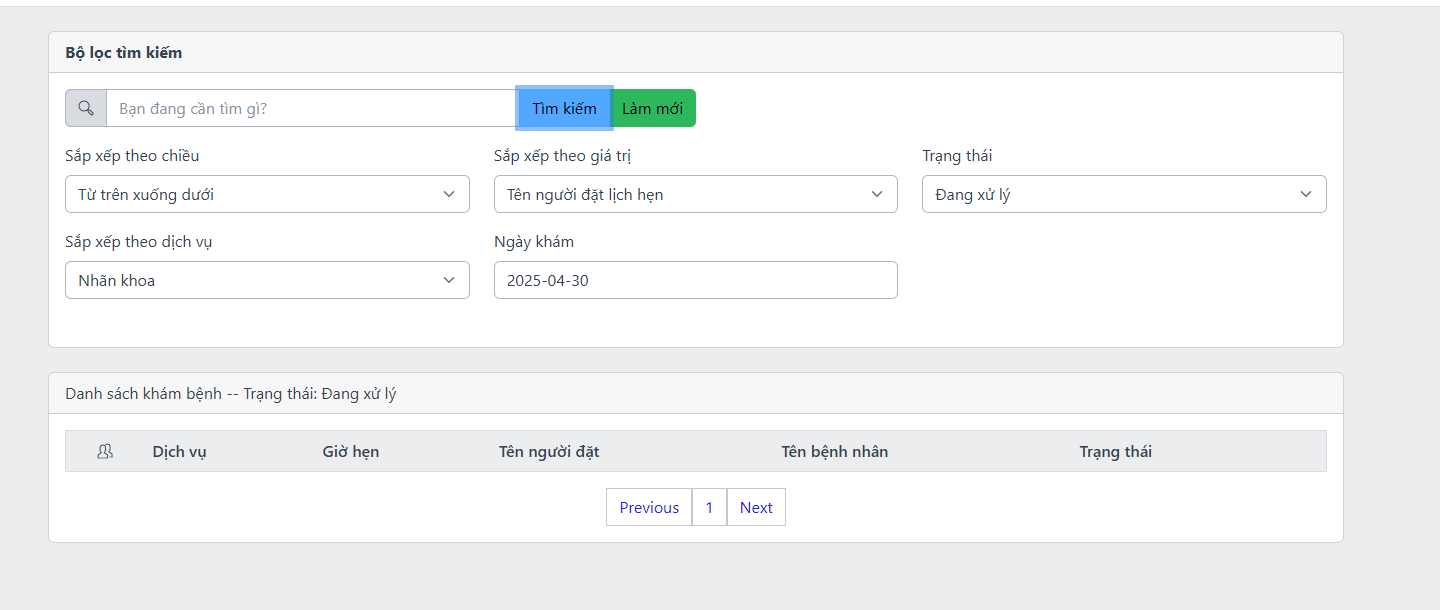 Bộ lọc tìm kiếm
Bạn đang cần tìm gì? Tìm kiếm Làm mới
Sắp xếp theo chiều Sắp xếp theo giá trị Trạng thái
Từ trên xuống dưới Tên người đặt lịch hẹn Đang xử lý
Sắp xếp theo dịch vụ Ngày khám
Nhãn khoa 2025-04-30
Danh sách khám bệnh -- Trạng thái: Đang xử lý
Dịch vụ Giờ hẹn Tên người đặt Tên bệnh nhân Trạng thái
Previous 1 Next